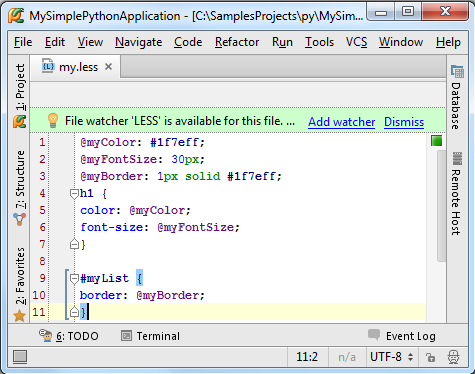 MySimplePythonApplication - [C:\SamplesProjects\py\MySim
File Edit View Navigate Code Refactor Run Tools VCS Window Help
my.less
File watcher 'LESS' is available for this file. ... Add watcher Dismiss
1: Project
7: Structure
2: Favorites
1 @myColor: #1f7eff;
2 @myFontSize: 30px;
3 @myBorder: 1px solid #1f7eff;
4 h1 {
5 color: @myColor;
6 font-size: @myFontSize;
7 }
8
9 #myList {
10 border: @myBorder;
11 }
Database
Remote Host
6: TODO Terminal Event Log
11:2 n/a UTF-8